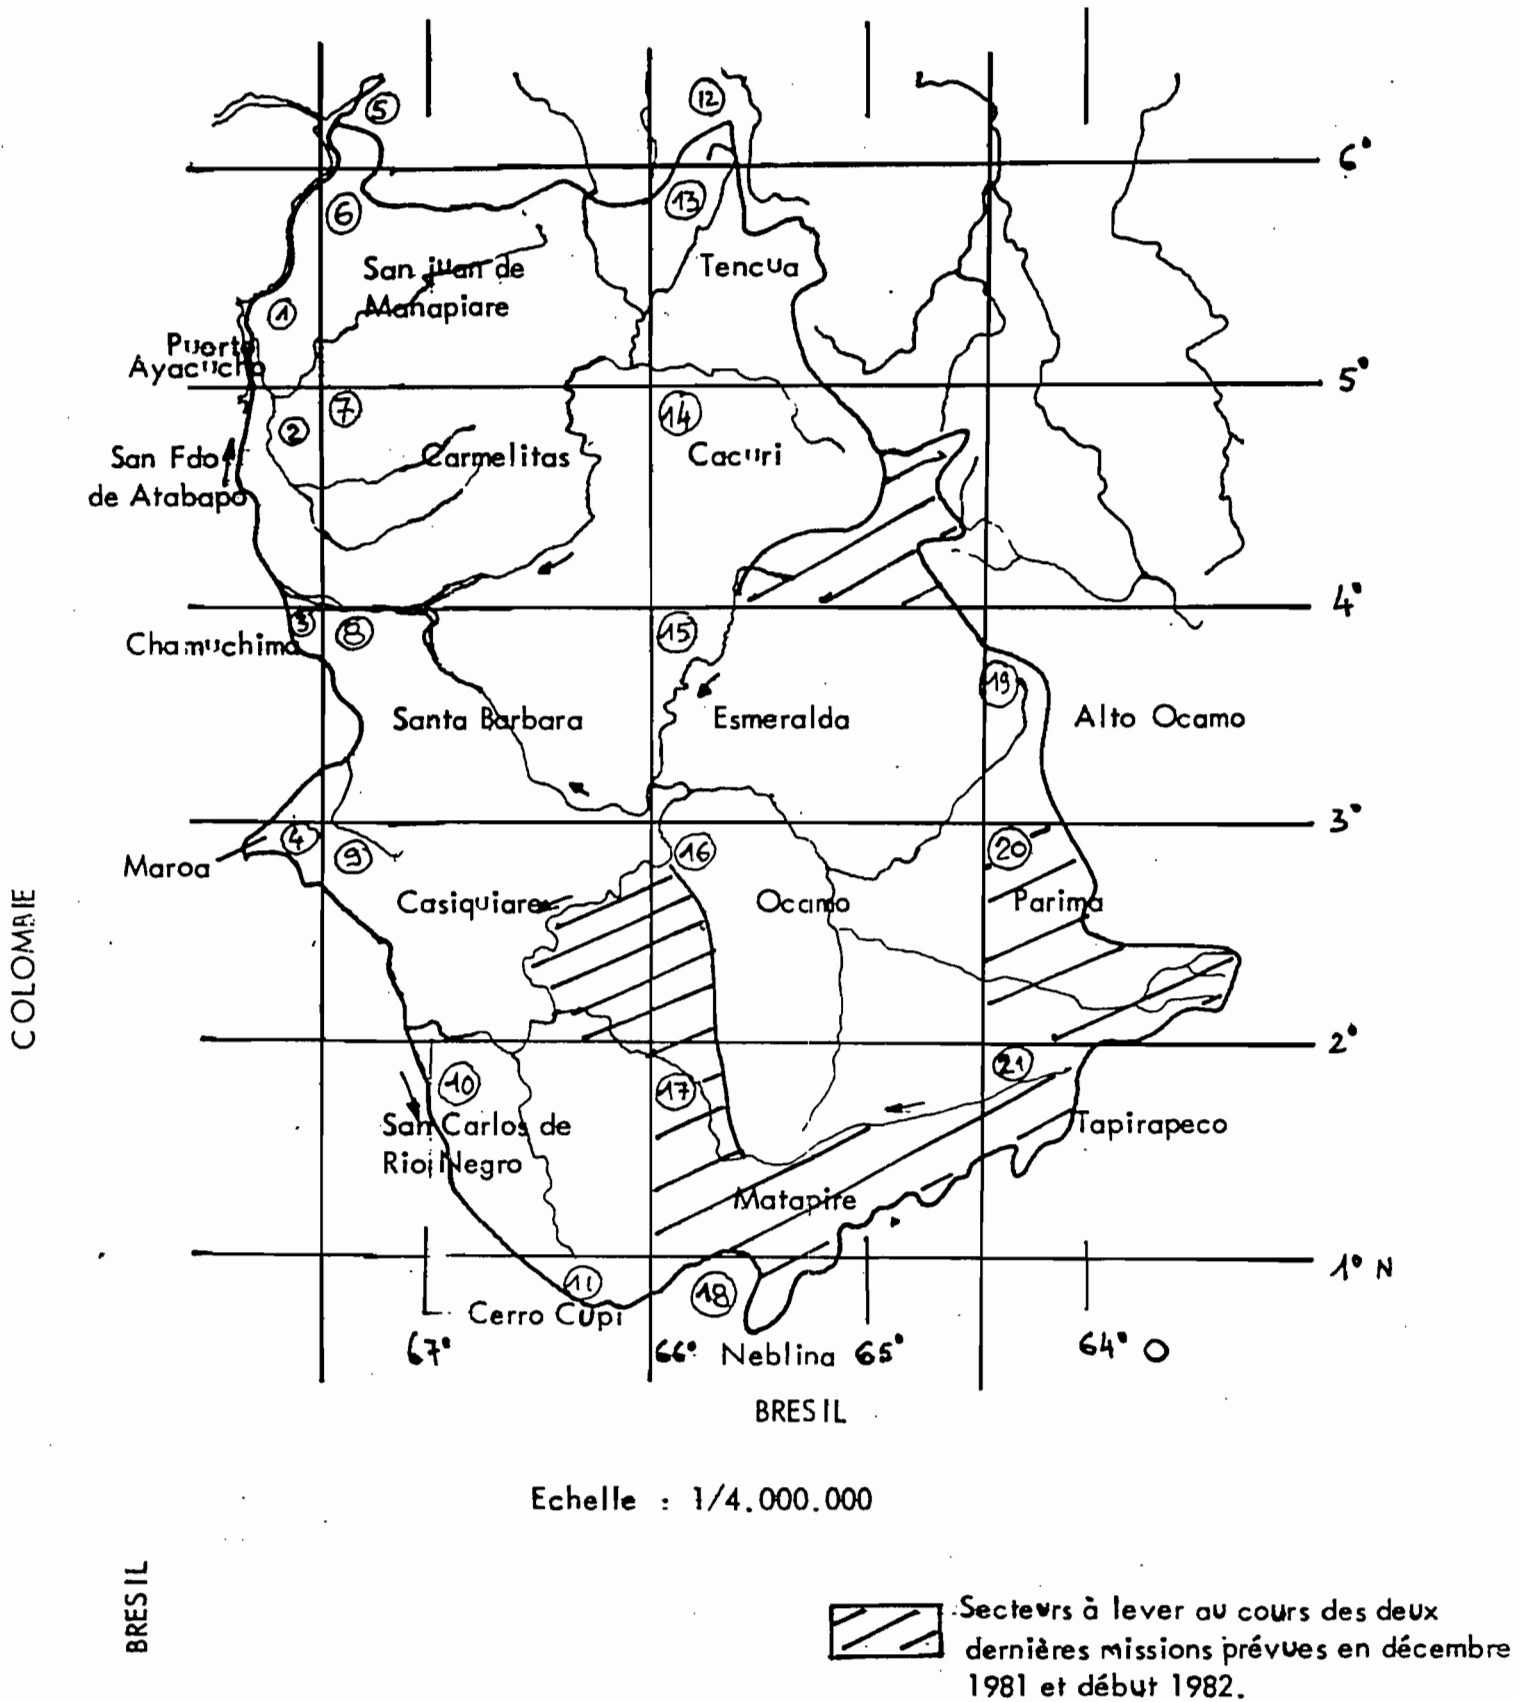 5
12
6°
6
13
San juan de
Manapiare
Tencua
1
Puerto
Ayacucho
5°
7
2
14
San Fdo
de Atabapo
Carmelitas
Cacuri
4°
3
8
15
Chamuchima
19
Santa Barbara
Esmeralda
Alto Ocamo
3°
4
9
16
20
Maroa
Casiquiare
Ocamo
Parima
COLOMBIE
2°
10
17
21
San Carlos de
Rio Negro
Tapirapeco
Matapire
1° N
11
18
Cerro Cupi
67°
66°
Neblina
65°
64° O
BRESIL
Echelle : 1/4.000.000
BRESIL
Secteurs à lever au cours des deux
dernières missions prévues en décembre
1981 et début 1982.